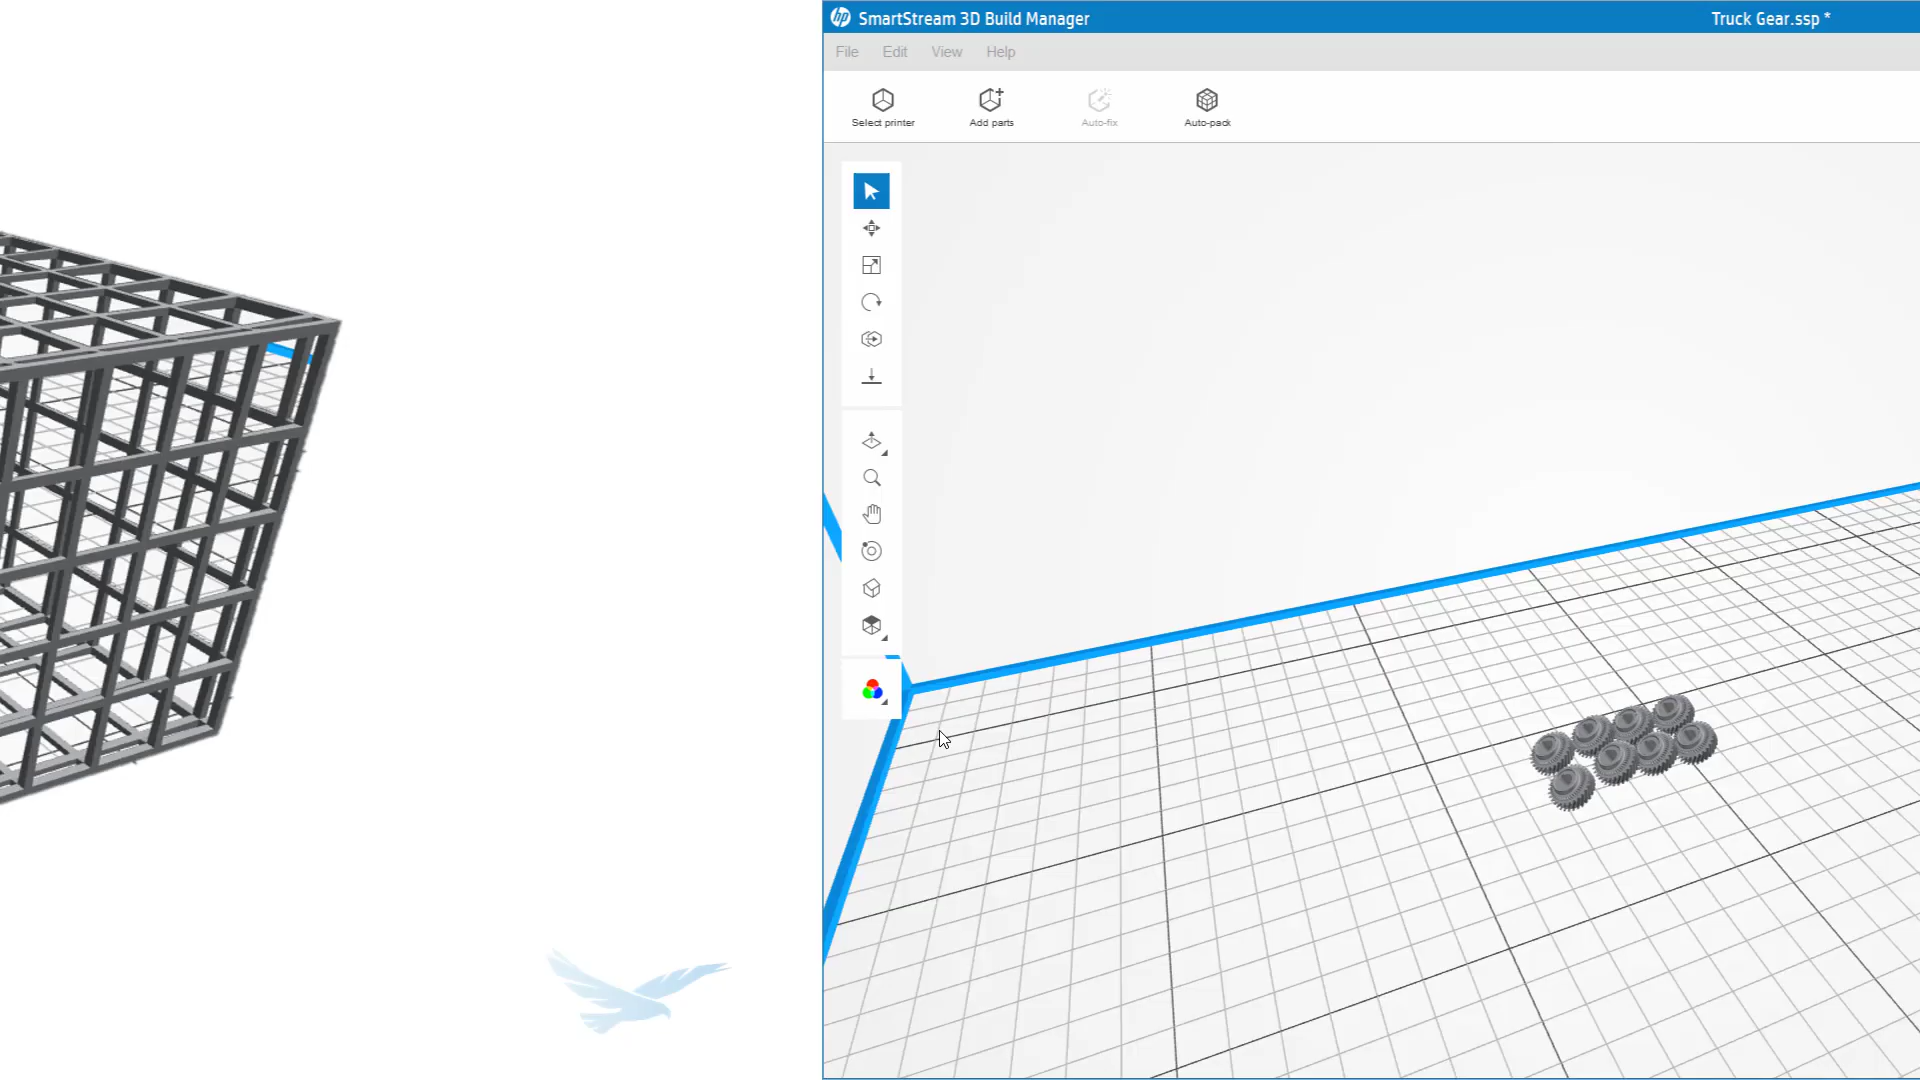 hp SmartStream 3D Build Manager
Truck Gear.ssp *
File Edit View Help
Select printer Add parts Auto-fix Auto-pack